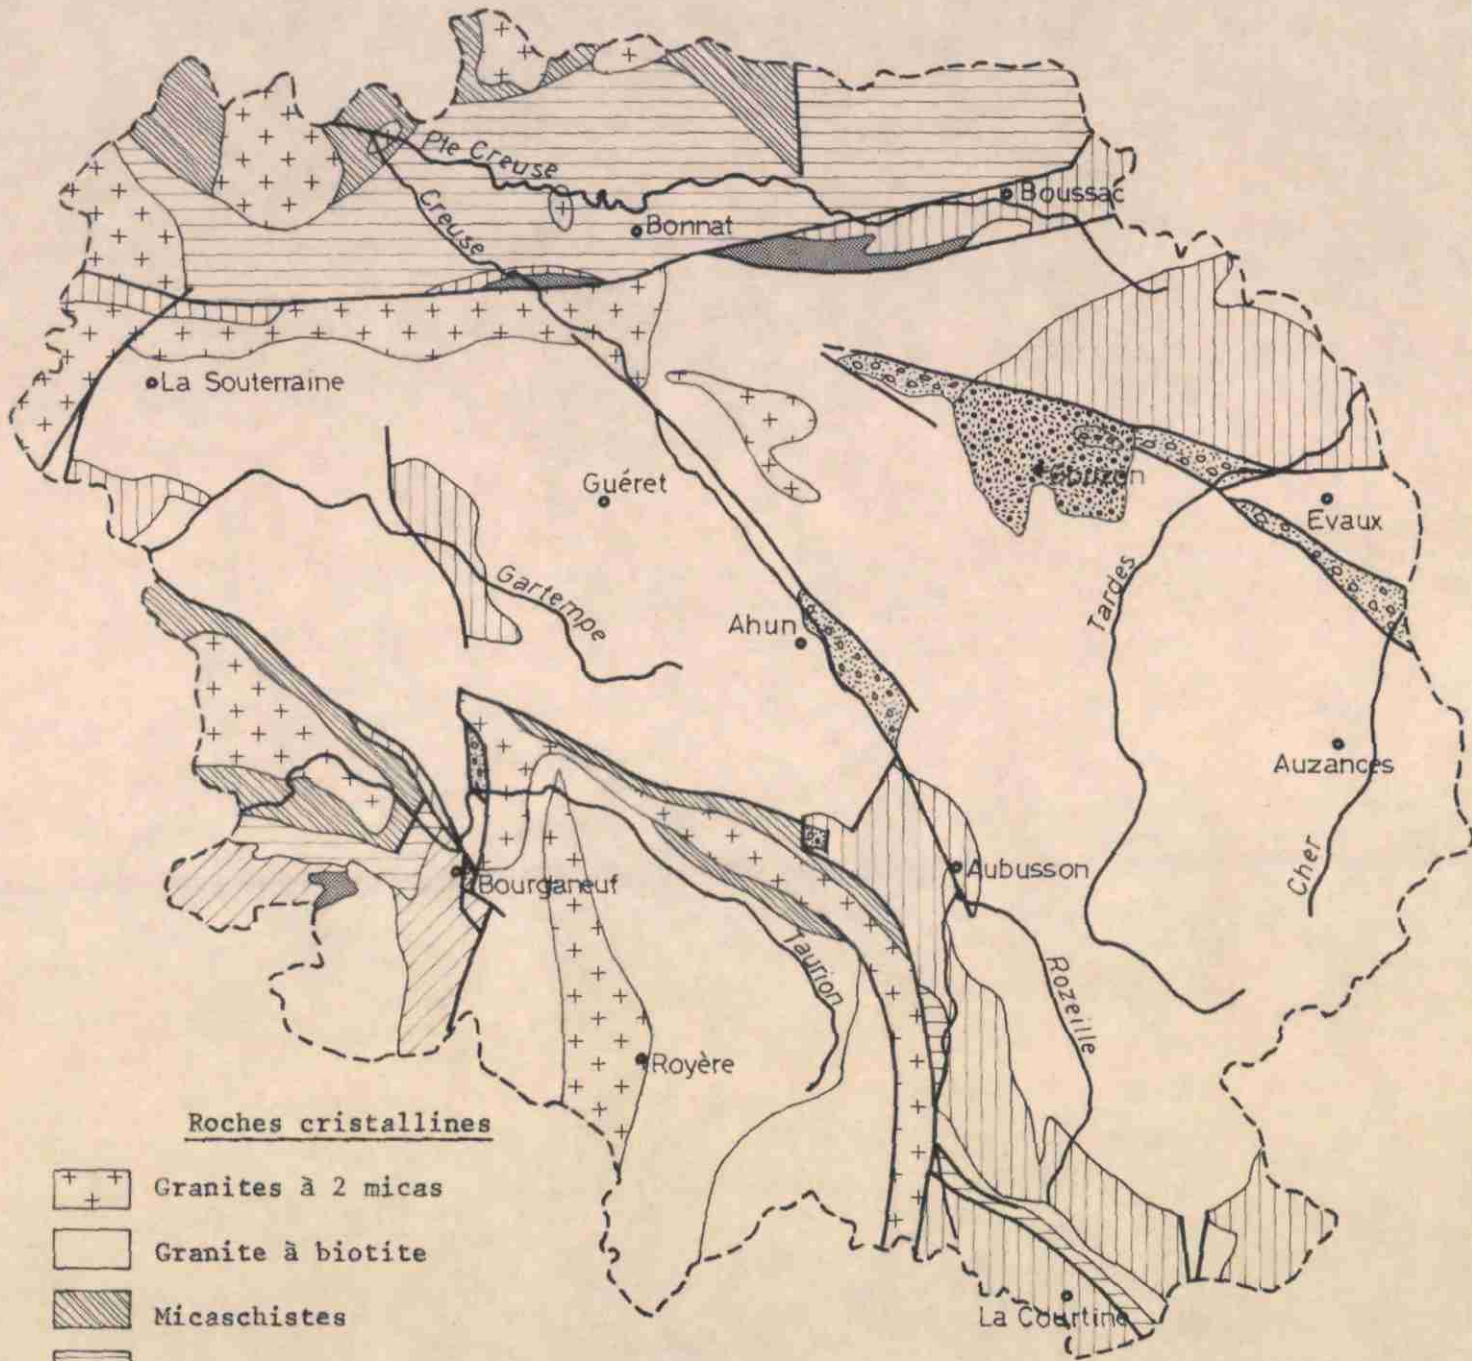 Pte Creuse
Creuse
Boussac
Bonnat
La Souterraine
Guéret
Gouzon
Evaux
Gartempe
Tardes
Ahun
Auzances
Cher
Aubusson
Bourganeuf
Taurion
Rozeille
Royère
La Courtine
Roches cristallines
Granites à 2 micas
Granite à biotite
Micaschistes